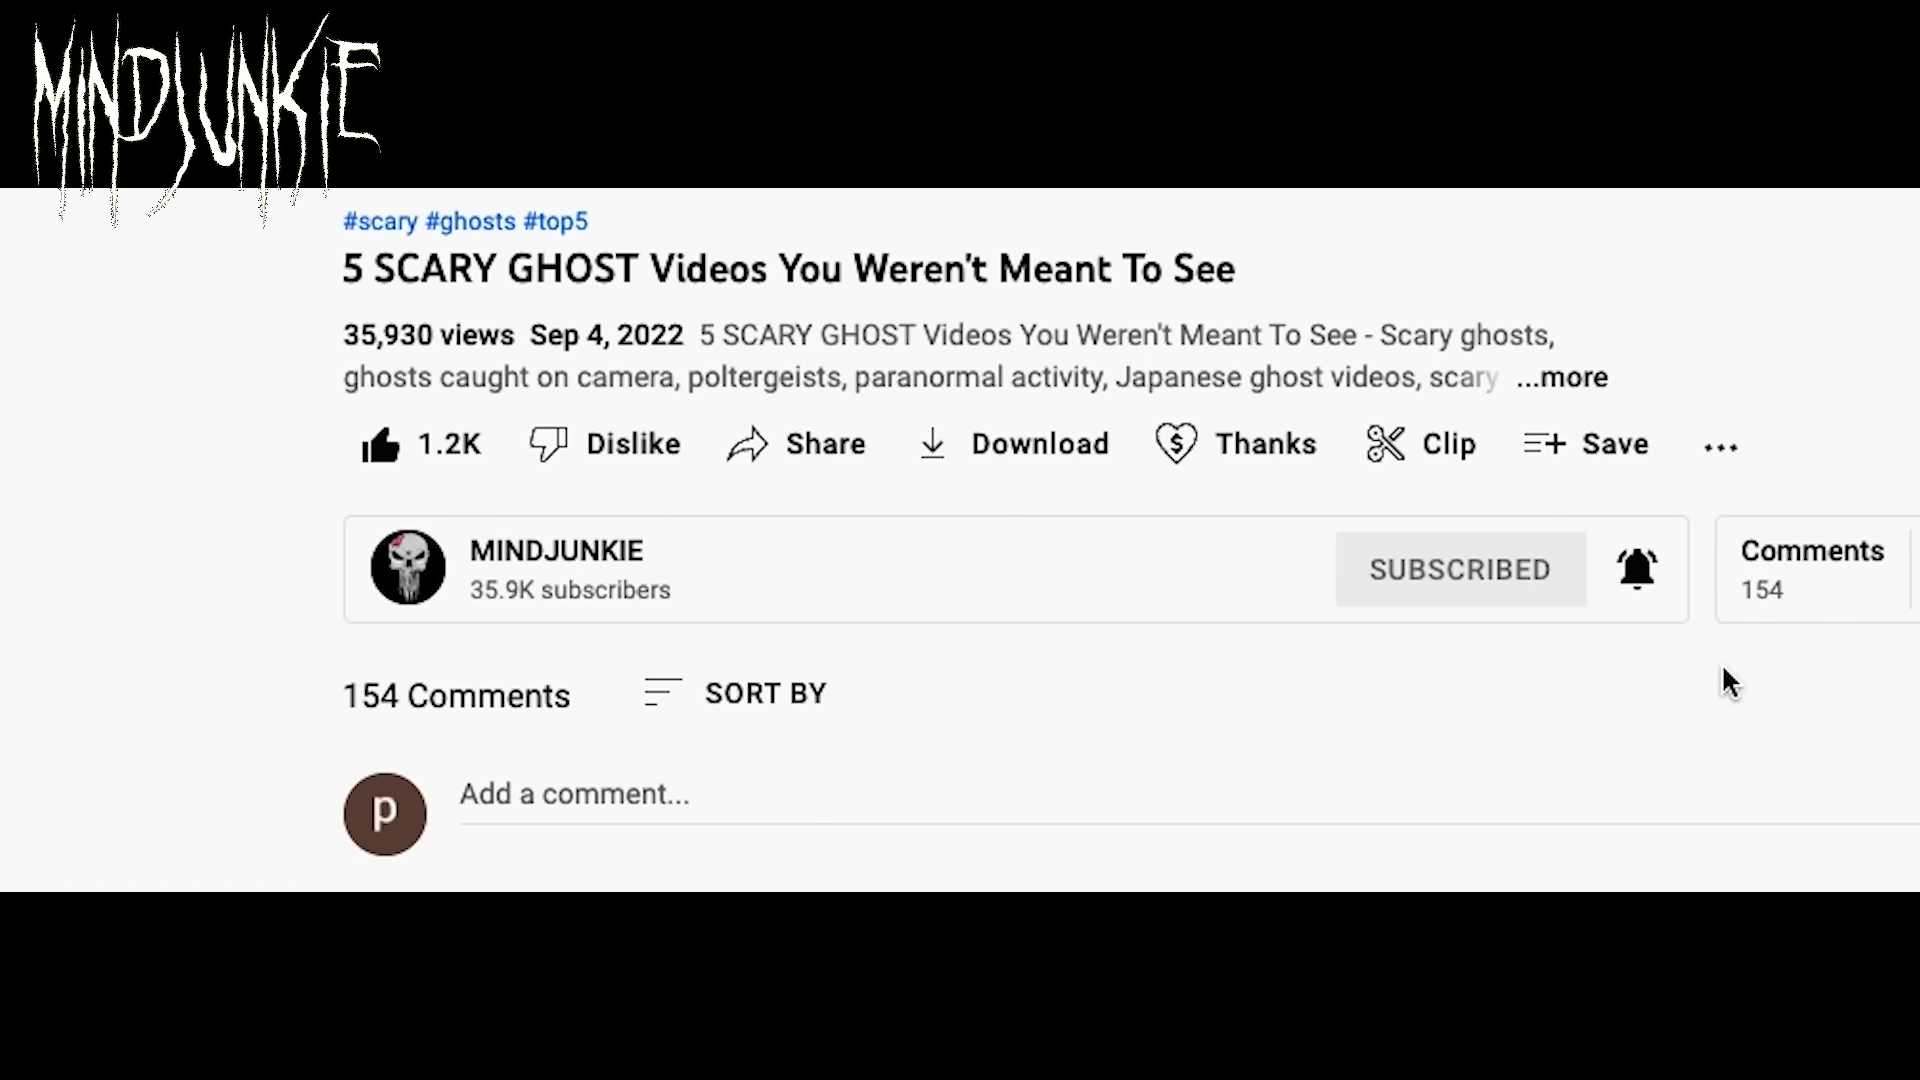 MINDJUNKIE
#scary #ghosts #top5
5 SCARY GHOST Videos You Weren't Meant To See
35,930 views Sep 4, 2022 5 SCARY GHOST Videos You Weren't Meant To See - Scary ghosts,
ghosts caught on camera, poltergeists, paranormal activity, Japanese ghost videos, scary ...more
1.2K Dislike Share Download Thanks Clip Save
MINDJUNKIE
35.9K subscribers
SUBSCRIBED
Comments
154
154 Comments SORT BY
p
Add a comment...